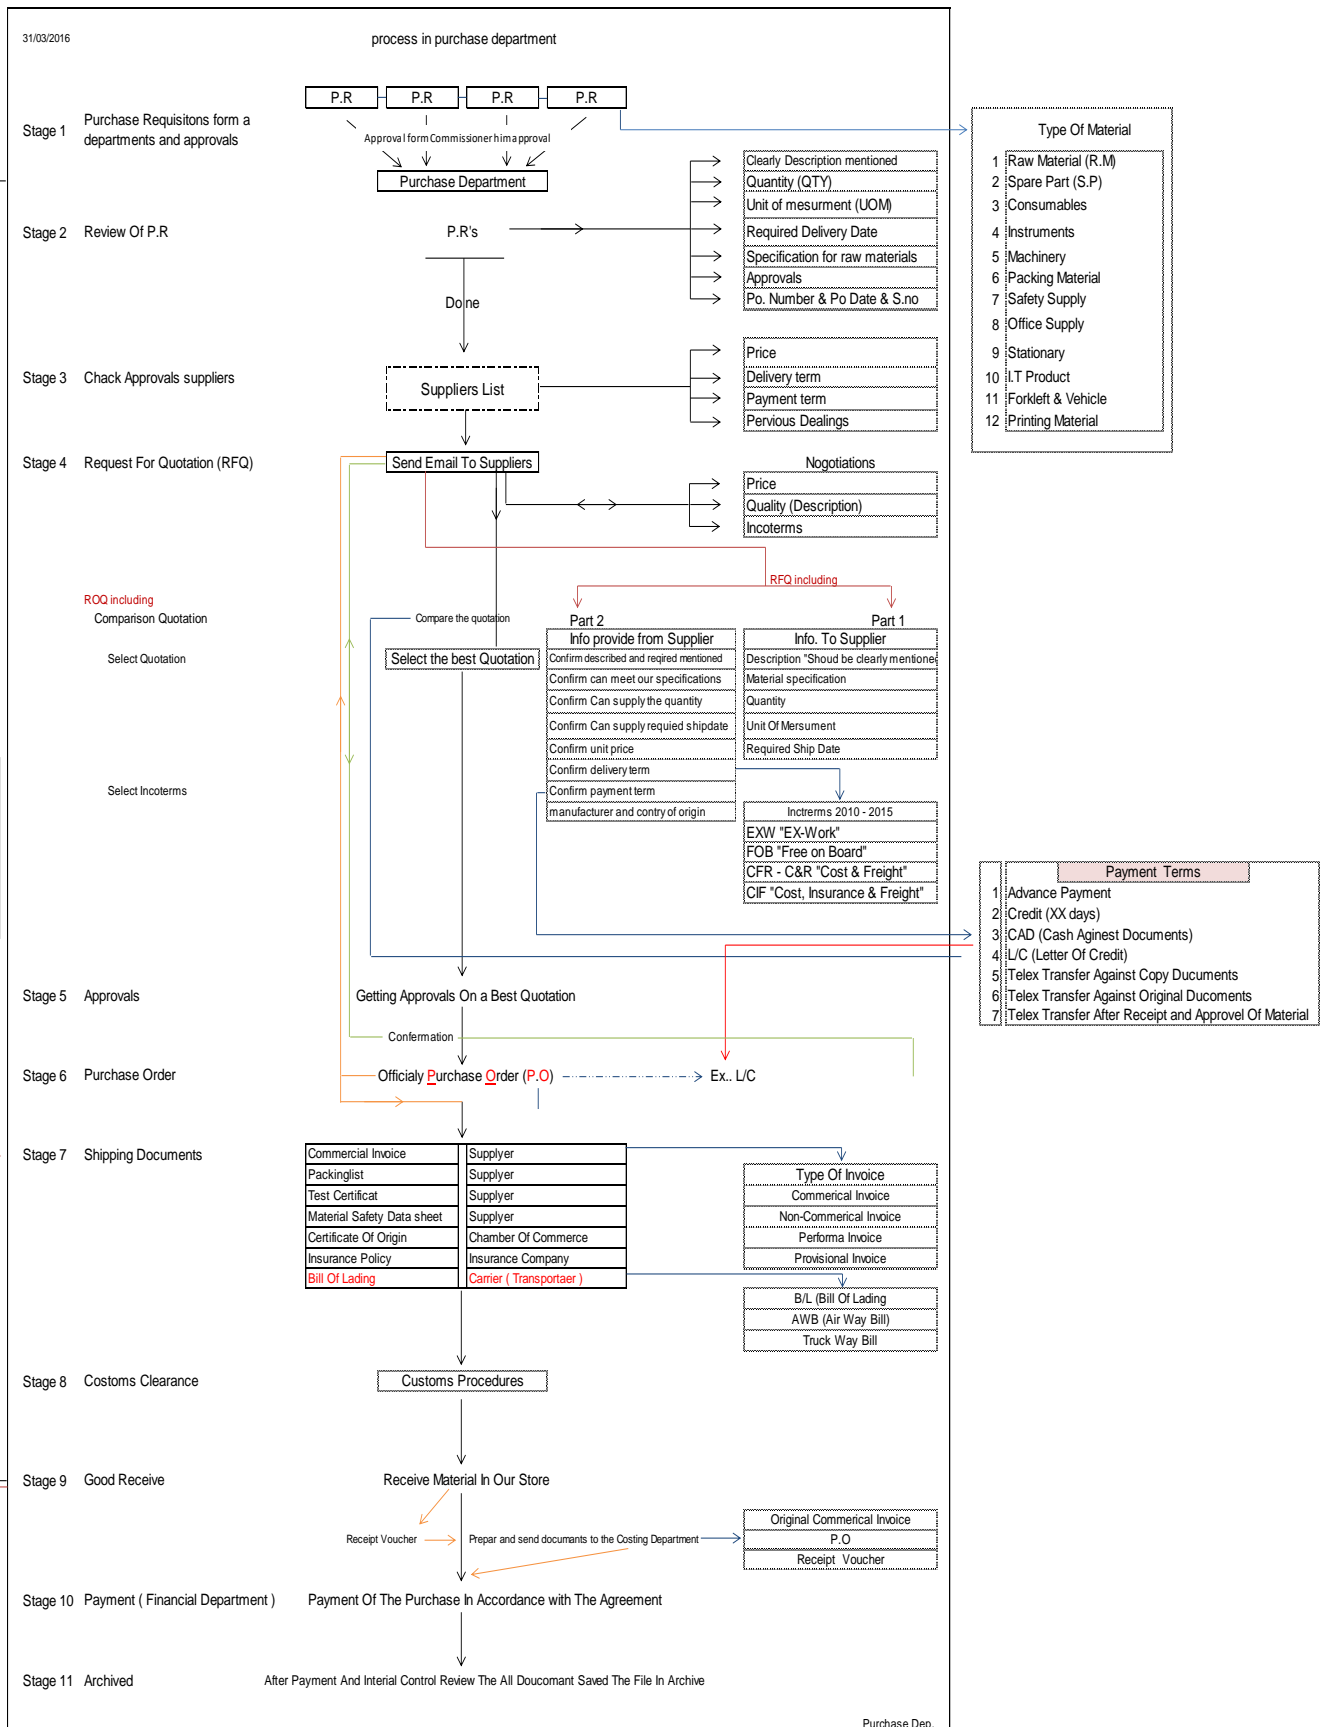 31/03/2016
process in purchase department
P.R P.R P.R P.R
Stage 1
Purchase Requisitons form a
departments and approvals
Approval form Commissioner him approval
Purchase Department
Type Of Material
1 Raw Material (R.M)
2 Spare Part (S.P)
3 Consumables
4 Instruments
5 Machinery
6 Packing Material
7 Safety Supply
8 Office Supply
9 Stationary
10 I.T Product
11 Forkleft & Vehicle
12 Printing Material
Stage 2 Review Of P.R
P.R's
Done
Clearly Description mentioned
Quantity (QTY)
Unit of mesurment (UOM)
Required Delivery Date
Specification for raw materials
Approvals
Po. Number & Po Date & S.no
Stage 3 Chack Approvals suppliers
Suppliers List
Price
Delivery term
Payment term
Pervious Dealings
Stage 4 Request For Quotation (RFQ)
Send Email To Suppliers
Nogotiations
Price
Quality (Description)
Incoterms
RFQ including
ROQ including
Comparison Quotation
Compare the quotation
Select Quotation
Select the best Quotation
Select Incoterms
Part 2
Info provide from Supplier
Confirm described and reqired mentioned
Confirm can meet our specifications
Confirm Can supply the quantity
Confirm Can supply requied shipdate
Confirm unit price
Confirm delivery term
Confirm payment term
manufacturer and contry of origin
Part 1
Info. To Supplier
Description "Shoud be clearly mentione
Material specification
Quantity
Unit Of Mersument
Required Ship Date
Inctrerms 2010 - 2015
EXW "EX-Work"
FOB "Free on Board"
CFR - C&R "Cost & Freight"
CIF "Cost, Insurance & Freight"
Payment Terms
1 Advance Payment
2 Credit (XX days)
3 CAD (Cash Aginest Documents)
4 L/C (Letter Of Credit)
5 Telex Transfer Against Copy Ducuments
6 Telex Transfer Against Original Ducoments
7 Telex Transfer After Receipt and Approvel Of Material
Stage 5 Approvals
Getting Approvals On a Best Quotation
Confermation
Stage 6 Purchase Order
Officialy Purchase Order (P.O)
Ex.. L/C
Stage 7 Shipping Documents
Commercial Invoice Supplyer
Packinglist Supplyer
Test Certificat Supplyer
Material Safety Data sheet Supplyer
Certificate Of Origin Chamber Of Commerce
Insurance Policy Insurance Company
Bill Of Lading Carrier ( Transportaer )
Type Of Invoice
Commerical Invoice
Non-Commerical Invoice
Performa Invoice
Provisional Invoice
B/L (Bill Of Lading
AWB (Air Way Bill)
Truck Way Bill
Stage 8 Costoms Clearance
Customs Procedures
Stage 9 Good Receive
Receive Material In Our Store
Receipt Voucher
Prepar and send documants to the Costing Department
Original Commerical Invoice
P.O
Receipt Voucher
Stage 10 Payment ( Financial Department )
Payment Of The Purchase In Accordance with The Agreement
Stage 11 Archived
After Payment And Interial Control Review The All Doucomant Saved The File In Archive
Purchase Dep.